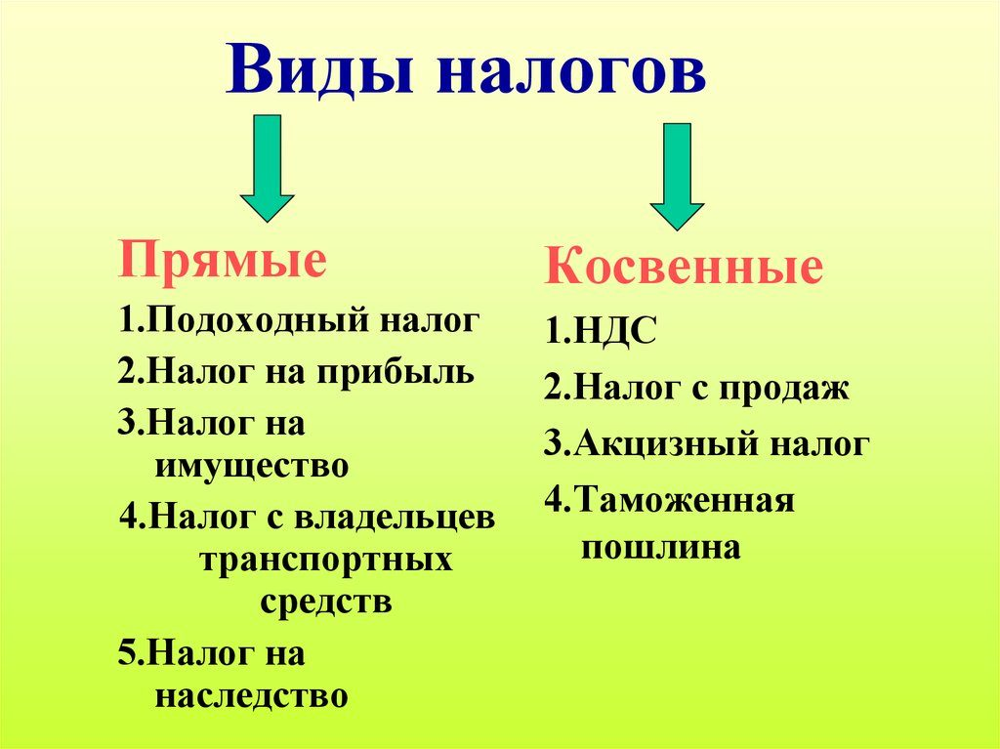 Виды налогов
Прямые
1.Подоходный налог
2.Налог на прибыль
3.Налог на
имущество
4.Налог с владельцев
транспортных
средств
5.Налог на
наследство
Косвенные
1.НДС
2.Налог с продаж
3.Акцизный налог
4.Таможенная
пошлина